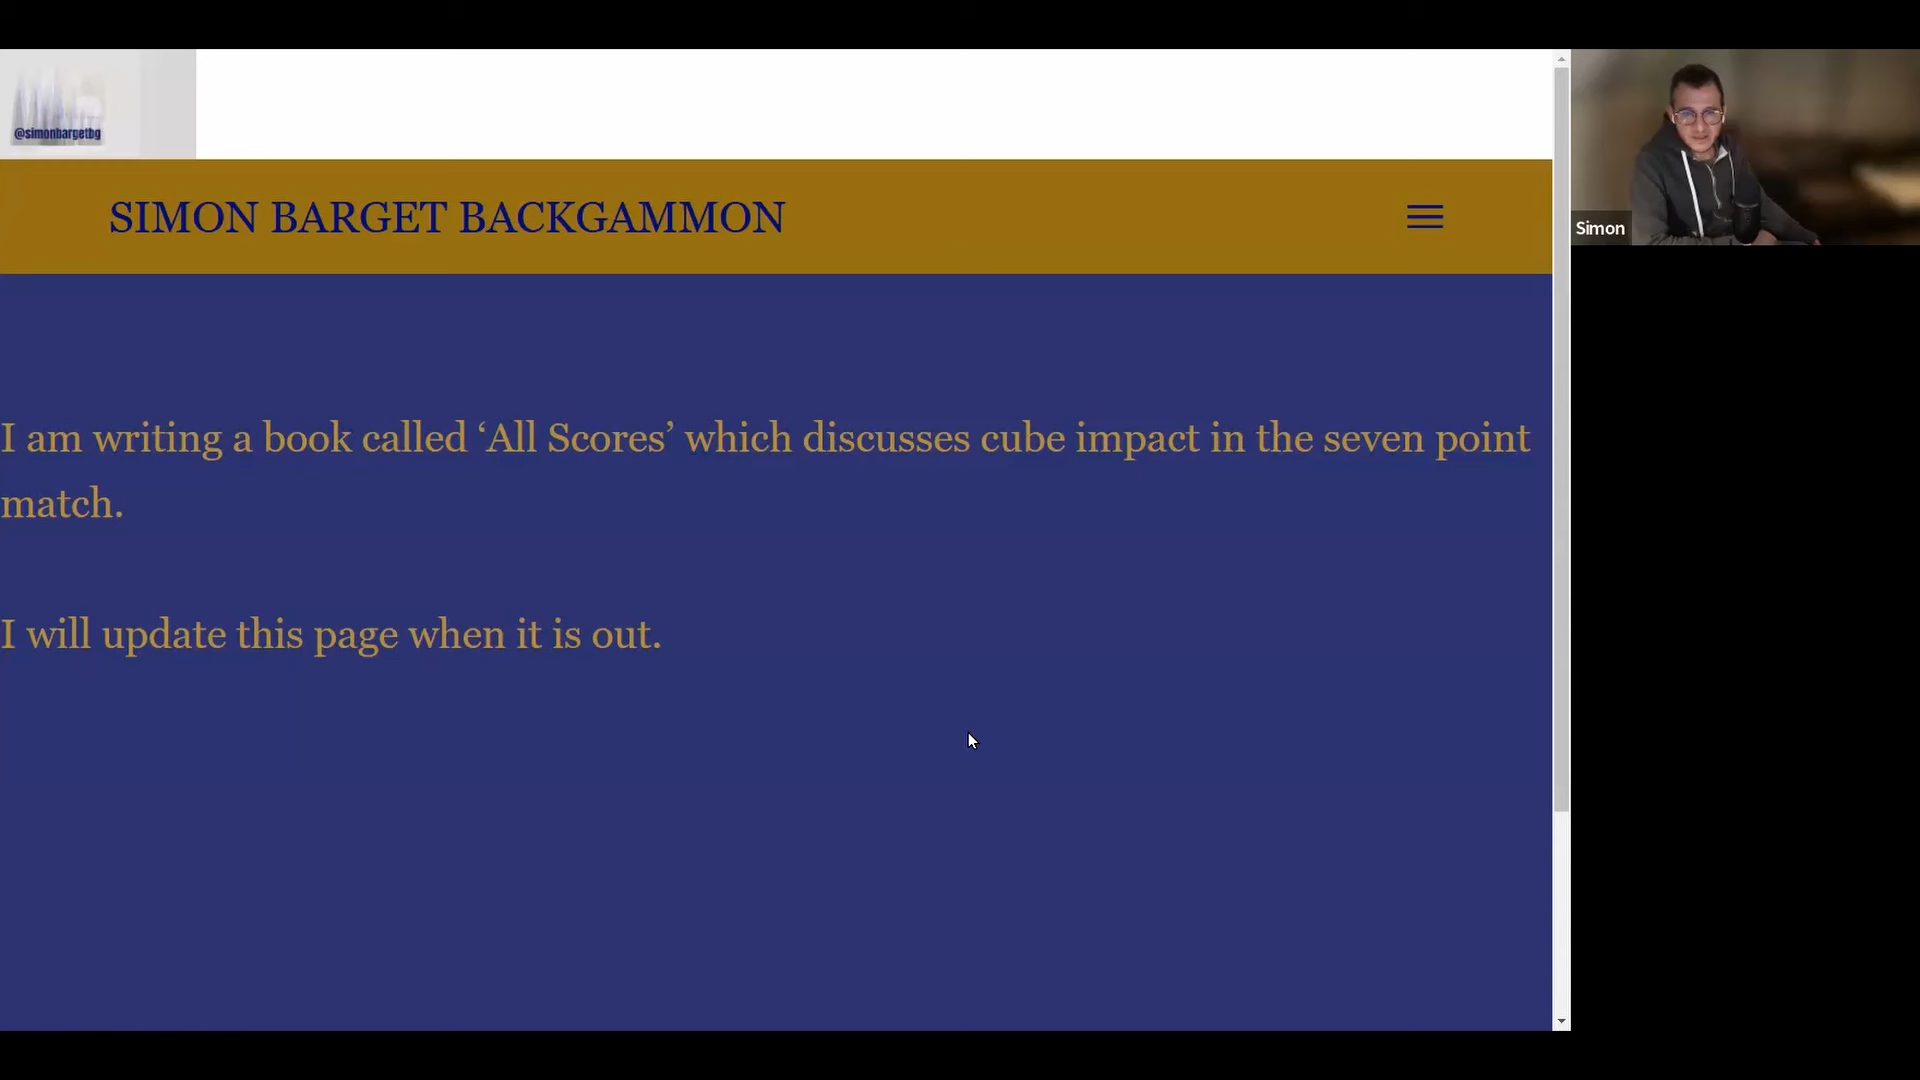 @simonbargetbg
SIMON BARGET BACKGAMMON
Simon
I am writing a book called ‘All Scores’ which discusses cube impact in the seven point
match.
I will update this page when it is out.